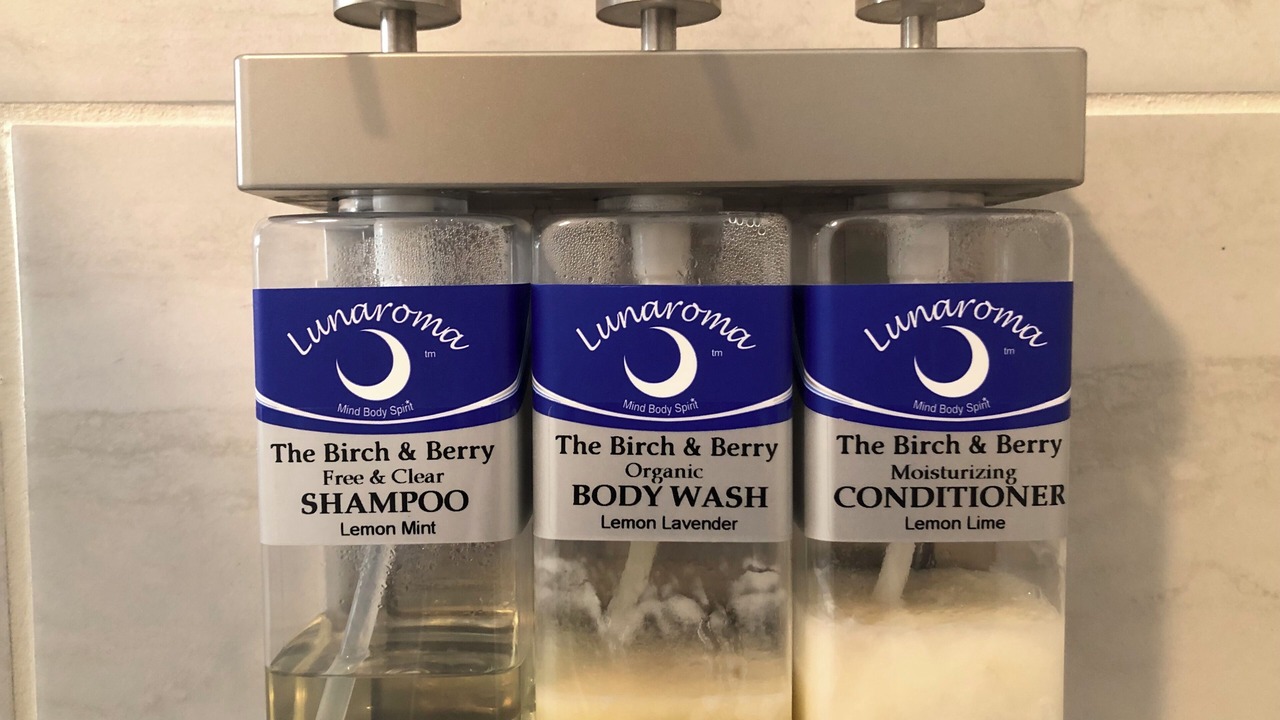 Lunaroma
tm
Mind Body Spirit
The Birch & Berry
Free & Clear
SHAMPOO
Lemon Mint
Lunaroma
tm
Mind Body Spirit
The Birch & Berry
Organic
BODY WASH
Lemon Lavender
Lunaroma
tm
Mind Body Spirit
The Birch & Berry
Moisturizing
CONDITIONER
Lemon Lime